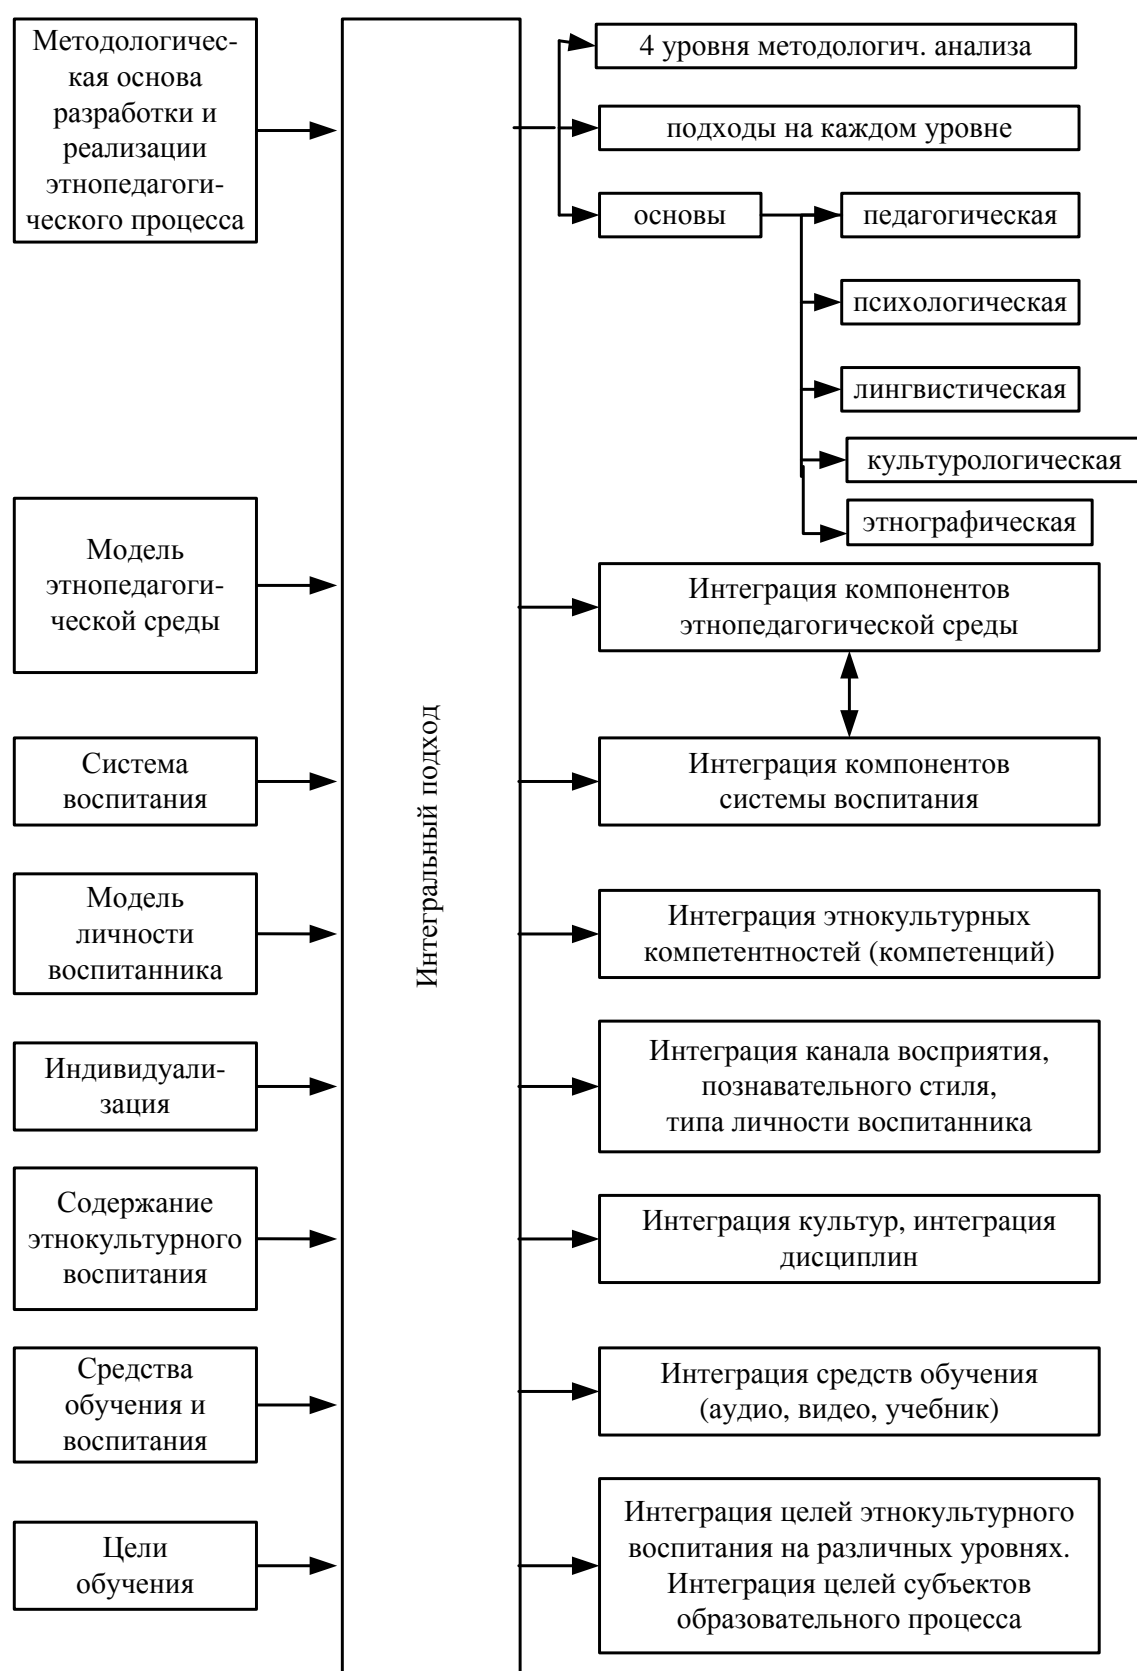 Методологичес-
кая основа
разработки и
реализации
этнопедагоги-
ческого процесса
4 уровня методологич. анализа
подходы на каждом уровне
основы
педагогическая
психологическая
лингвистическая
культурологическая
этнографическая
Модель
этнопедагоги-
ческой среды
Интеграция компонентов
этнопедагогической среды
Интегральный подход
Система
воспитания
Интеграция компонентов
системы воспитания
Модель
личности
воспитанника
Интеграция этнокультурных
компетентностей (компетенций)
Индивидуали-
зация
Интеграция канала восприятия,
познавательного стиля,
типа личности воспитанника
Содержание
этнокультурного
воспитания
Интеграция культур, интеграция
дисциплин
Средства
обучения и
воспитания
Интеграция средств обучения
(аудио, видео, учебник)
Цели
обучения
Интеграция целей этнокультурного
воспитания на различных уровнях.
Интеграция целей субъектов
образовательного процесса